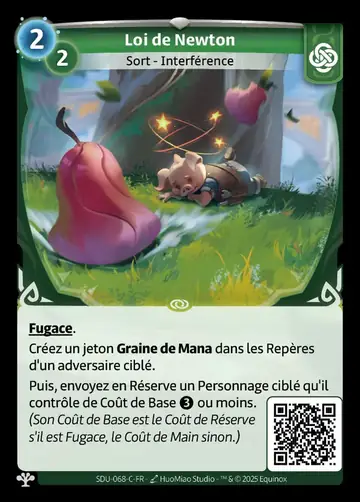 2
Loi de Newton
2
Sort - Interférence
Fugace.
Créez un jeton Graine de Mana dans les Repères
d'un adversaire ciblé.
Puis, envoyez en Réserve un Personnage ciblé qu'il
contrôle de Coût de Base 3 ou moins.
(Son Coût de Base est le Coût de Réserve
s'il est Fugace, le Coût de Main sinon.)
SDU-068-C-FR - HuoMiao Studio - ™ & © 2025 Equinox